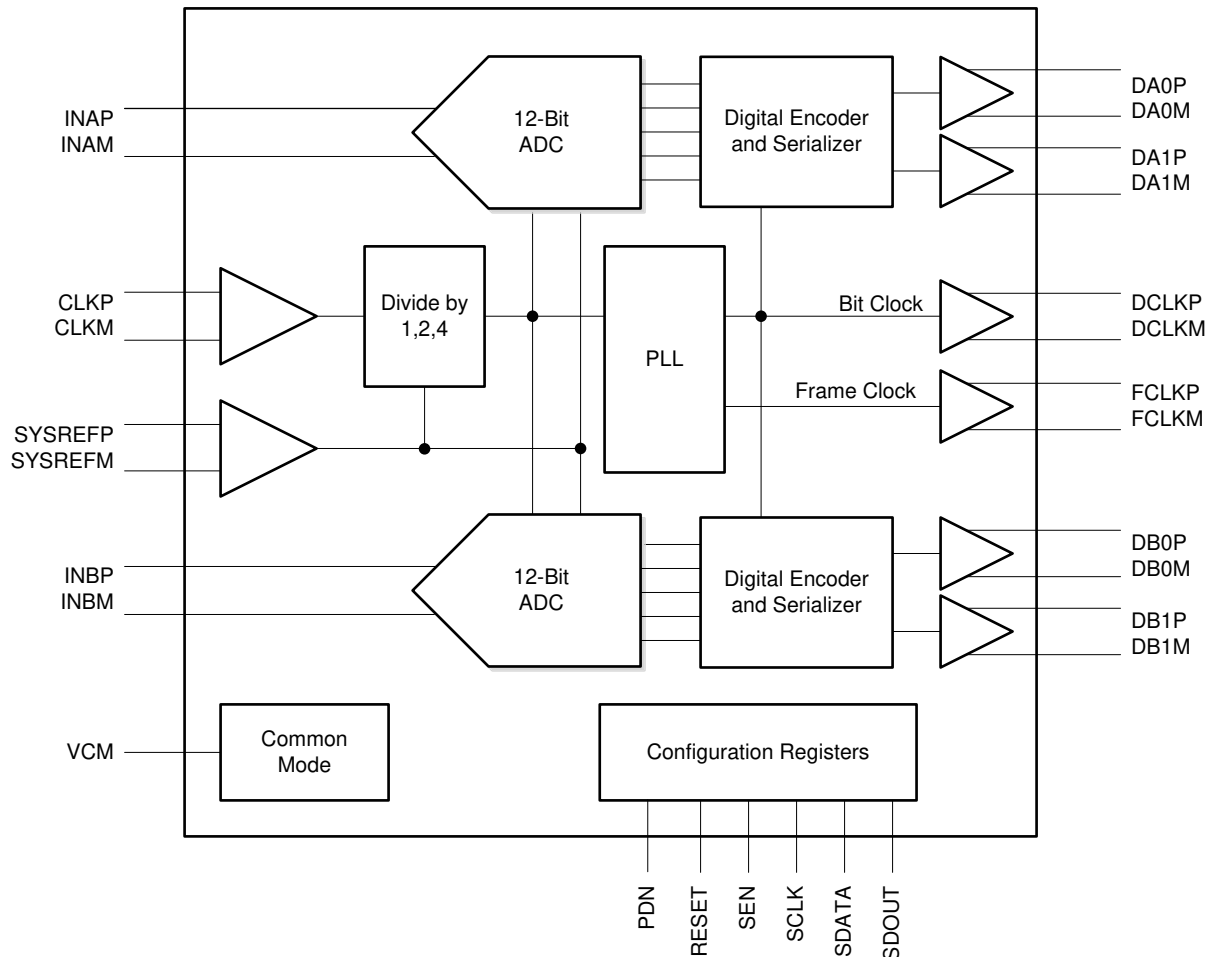 INAP
INAM
12-Bit
ADC
Digital Encoder
and Serializer
DA0P
DA0M
DA1P
DA1M
CLKP
CLKM
Divide by
1,2,4
PLL
Bit Clock
DCLKP
DCLKM
Frame Clock
FCLKP
FCLKM
SYSREFP
SYSREFM
INBP
INBM
12-Bit
ADC
Digital Encoder
and Serializer
DB0P
DB0M
DB1P
DB1M
VCM
Common
Mode
Configuration Registers
PDN
RESET
SEN
SCLK
SDATA
SDOUT